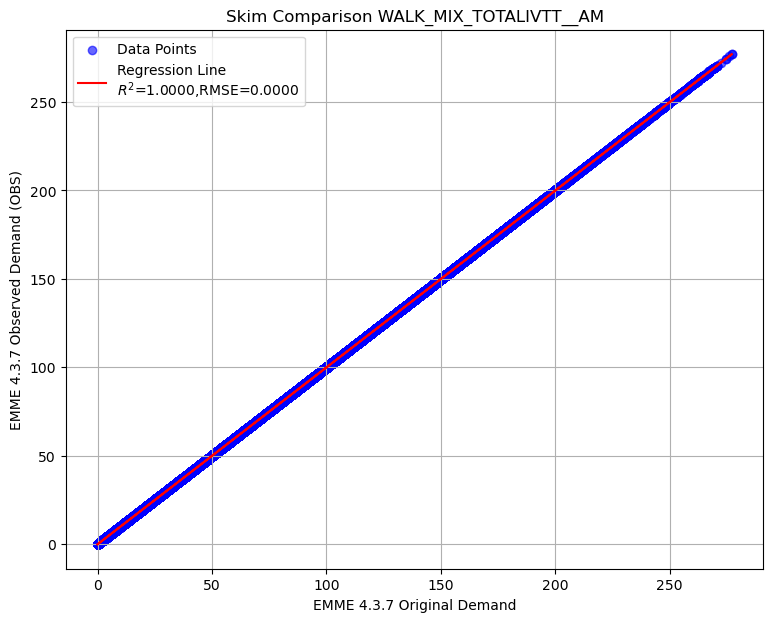 Skim Comparison WALK_MIX_TOTALIVTT__AM
Data Points
Regression Line
R²=1.0000,RMSE=0.0000
250
200
150
100
50
0
EMME 4.3.7 Observed Demand (OBS)
0 50 100 150 200 250
EMME 4.3.7 Original Demand